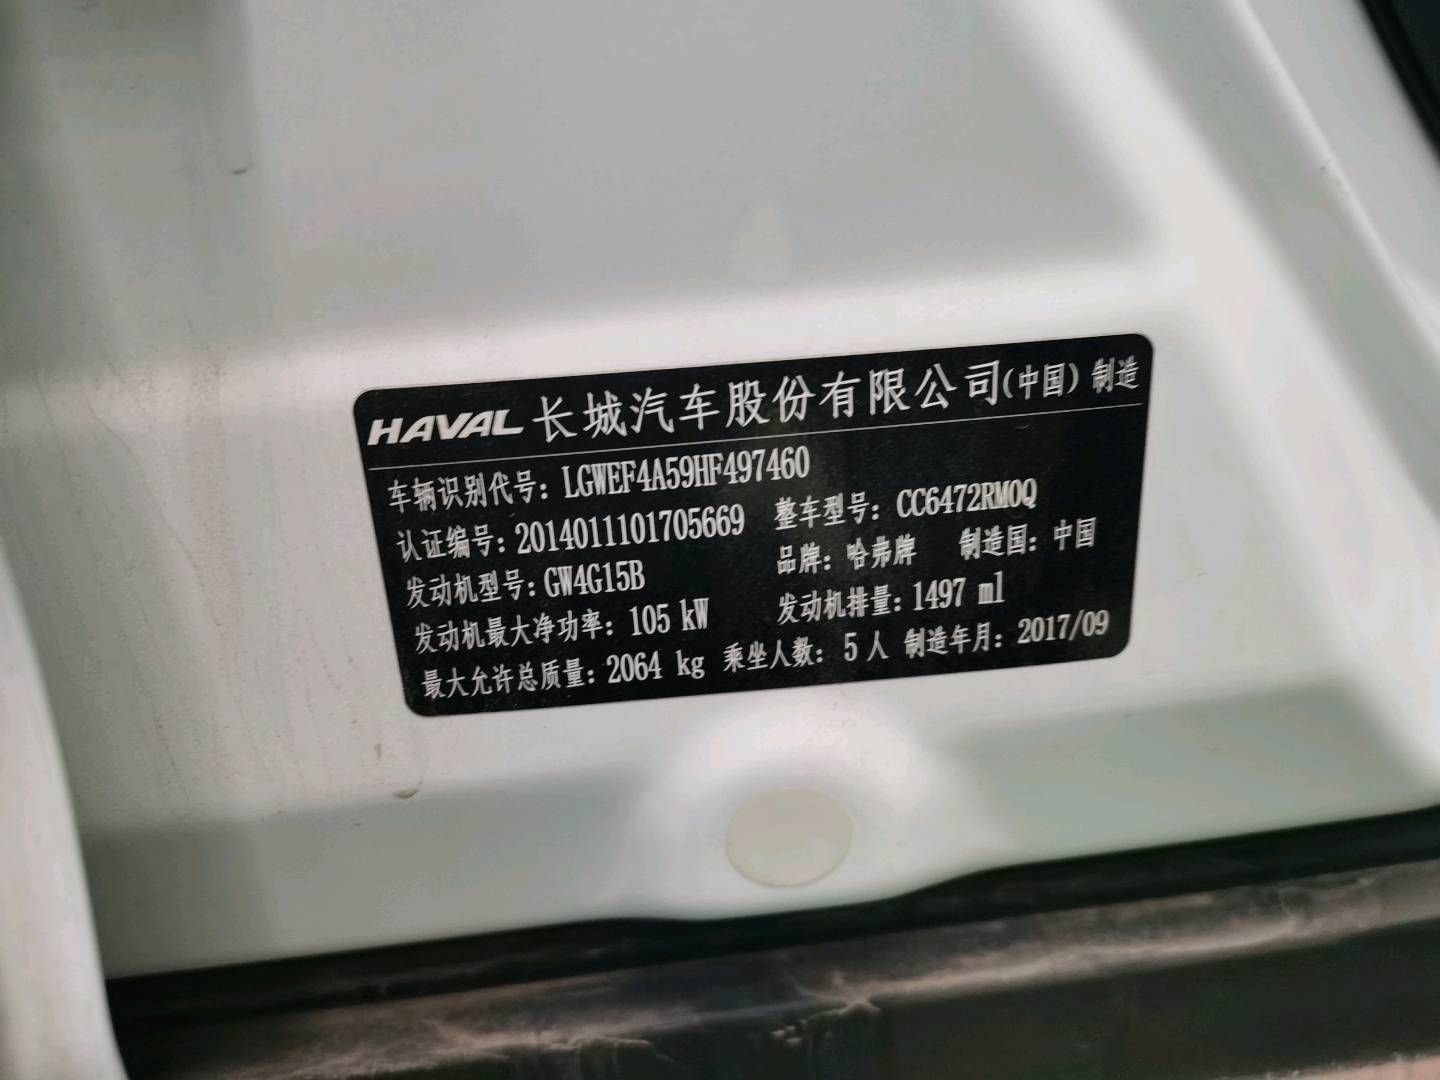 HAVAL 长城汽车股份有限公司(中国)制造
车辆识别代号：LGWEF4A59HF497460
认证编号：2014011101705669 整车型号：CC6472RM0Q
发动机型号：GW4G15B 品牌：哈弗牌 制造国：中国
发动机最大净功率：105 kW 发动机排量：1497 ml
最大允许总质量：2064 kg 乘坐人数：5 人 制造年月：2017/09